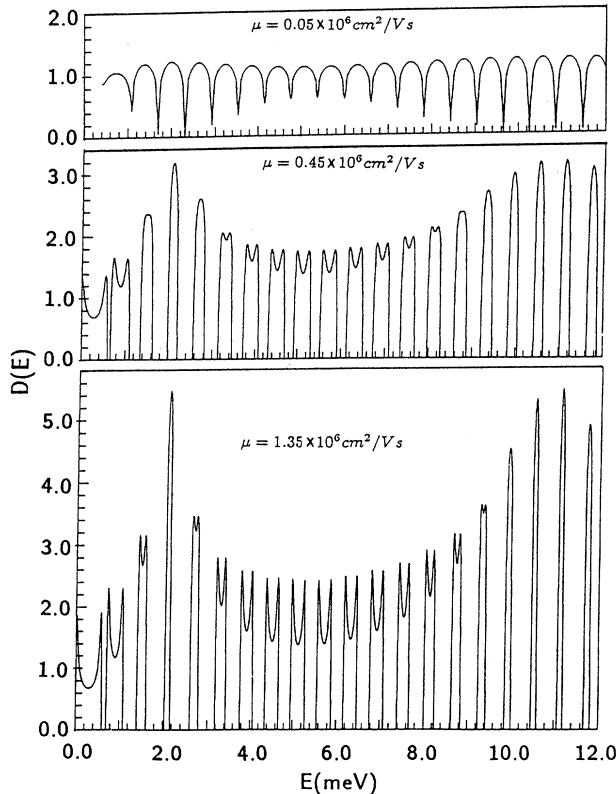 2.0
μ = 0.05×10⁶cm²/Vs
1.0
0.0
μ = 0.45×10⁶cm²/Vs
3.0
2.0
1.0
0.0
D(E)
5.0
μ = 1.35×10⁶cm²/Vs
4.0
3.0
2.0
1.0
0.0
0.0 2.0 4.0 6.0 8.0 10.0 12.0
E(meV)